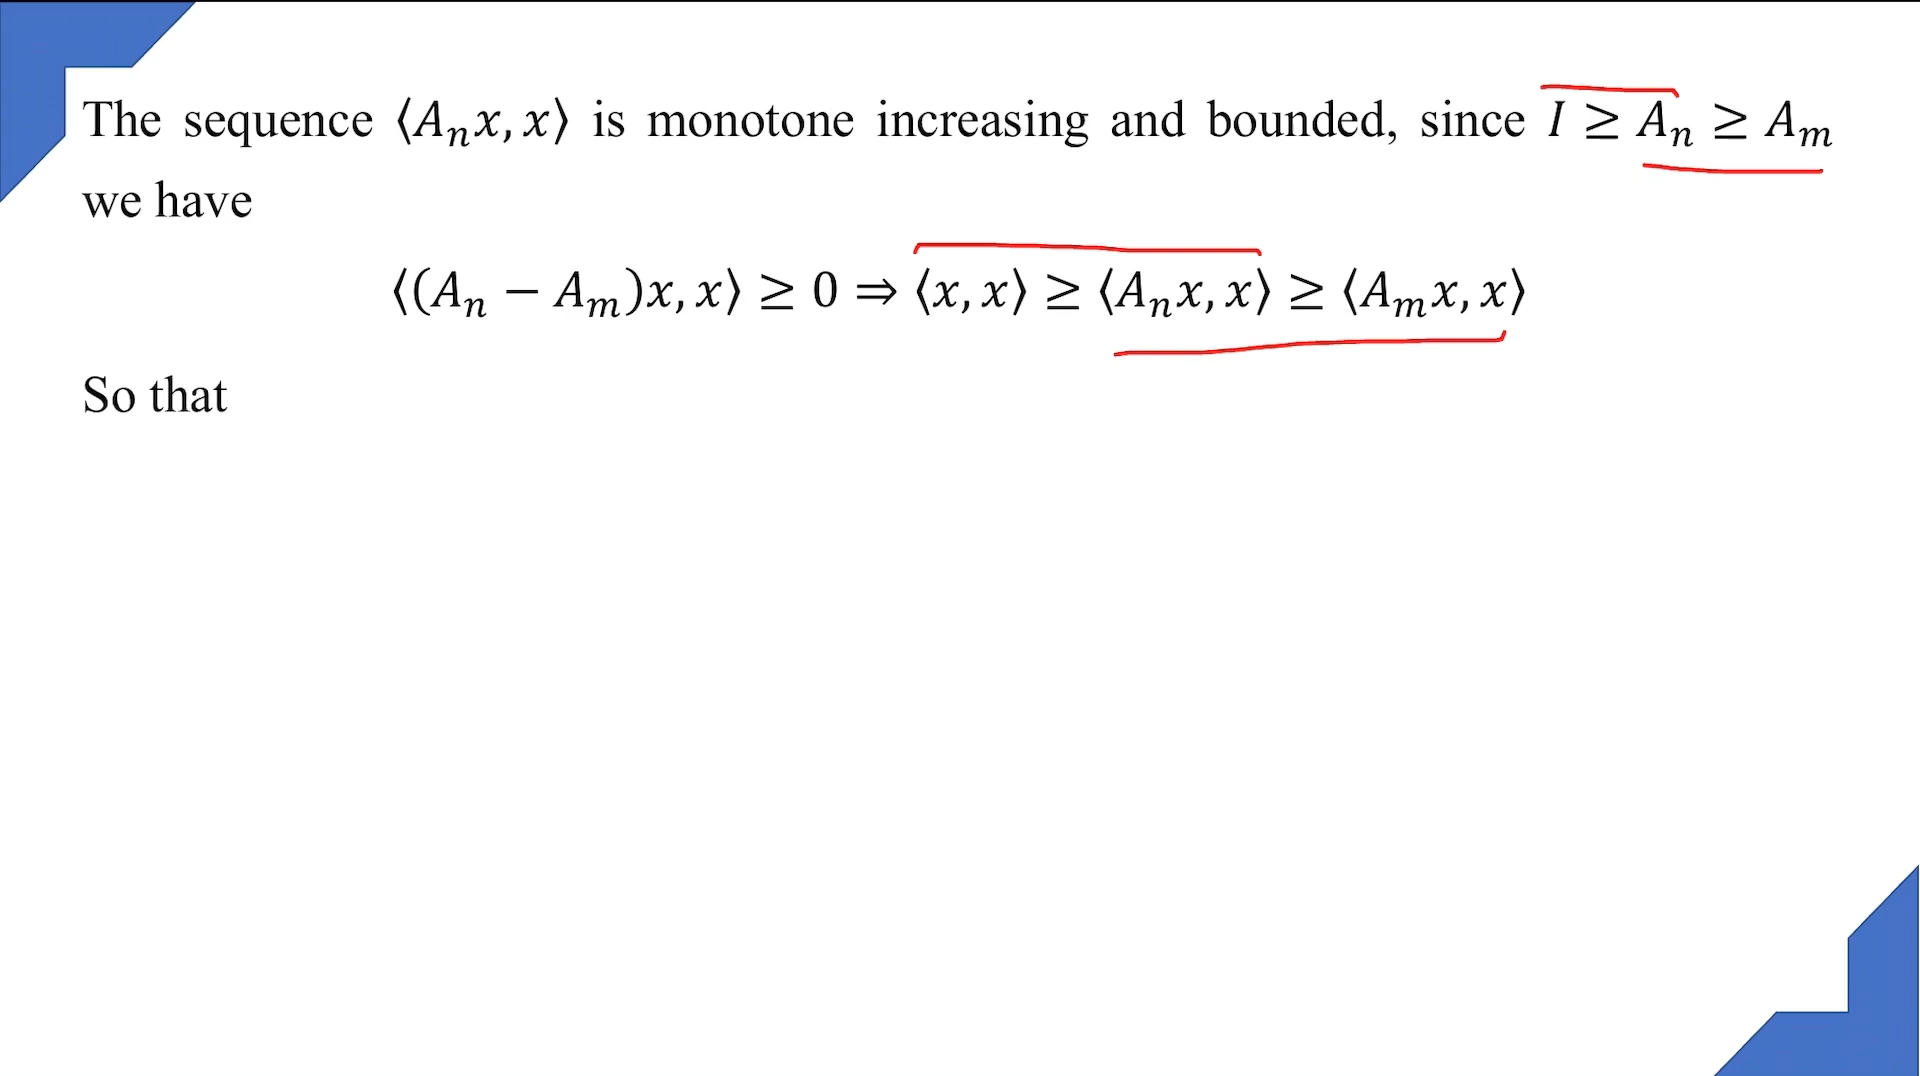 The sequence ⟨Aₙx, x⟩ is monotone increasing and bounded, since I ≥ Aₙ ≥ Aₘ
we have
⟨(Aₙ − Aₘ)x, x⟩ ≥ 0 ⇒ ⟨x, x⟩ ≥ ⟨Aₙx, x⟩ ≥ ⟨Aₘx, x⟩
So that